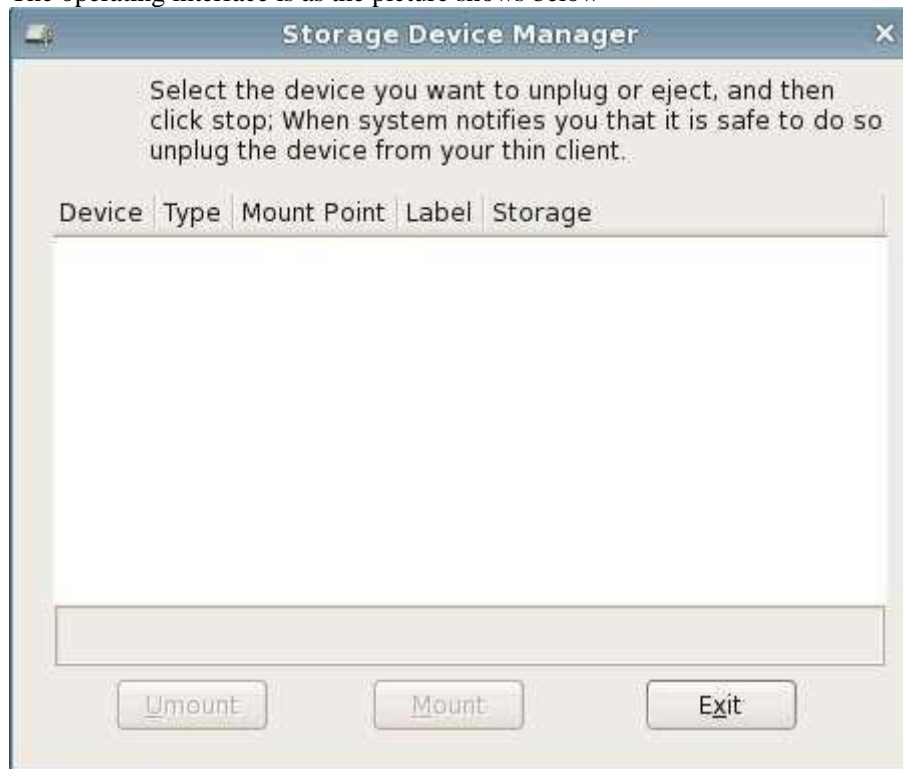 The operating interface is as the picture shows below
Storage Device Manager
Select the device you want to unplug or eject, and then
click stop; When system notifies you that it is safe to do so
unplug the device from your thin client.
Device Type Mount Point Label Storage
Umount Mount Exit